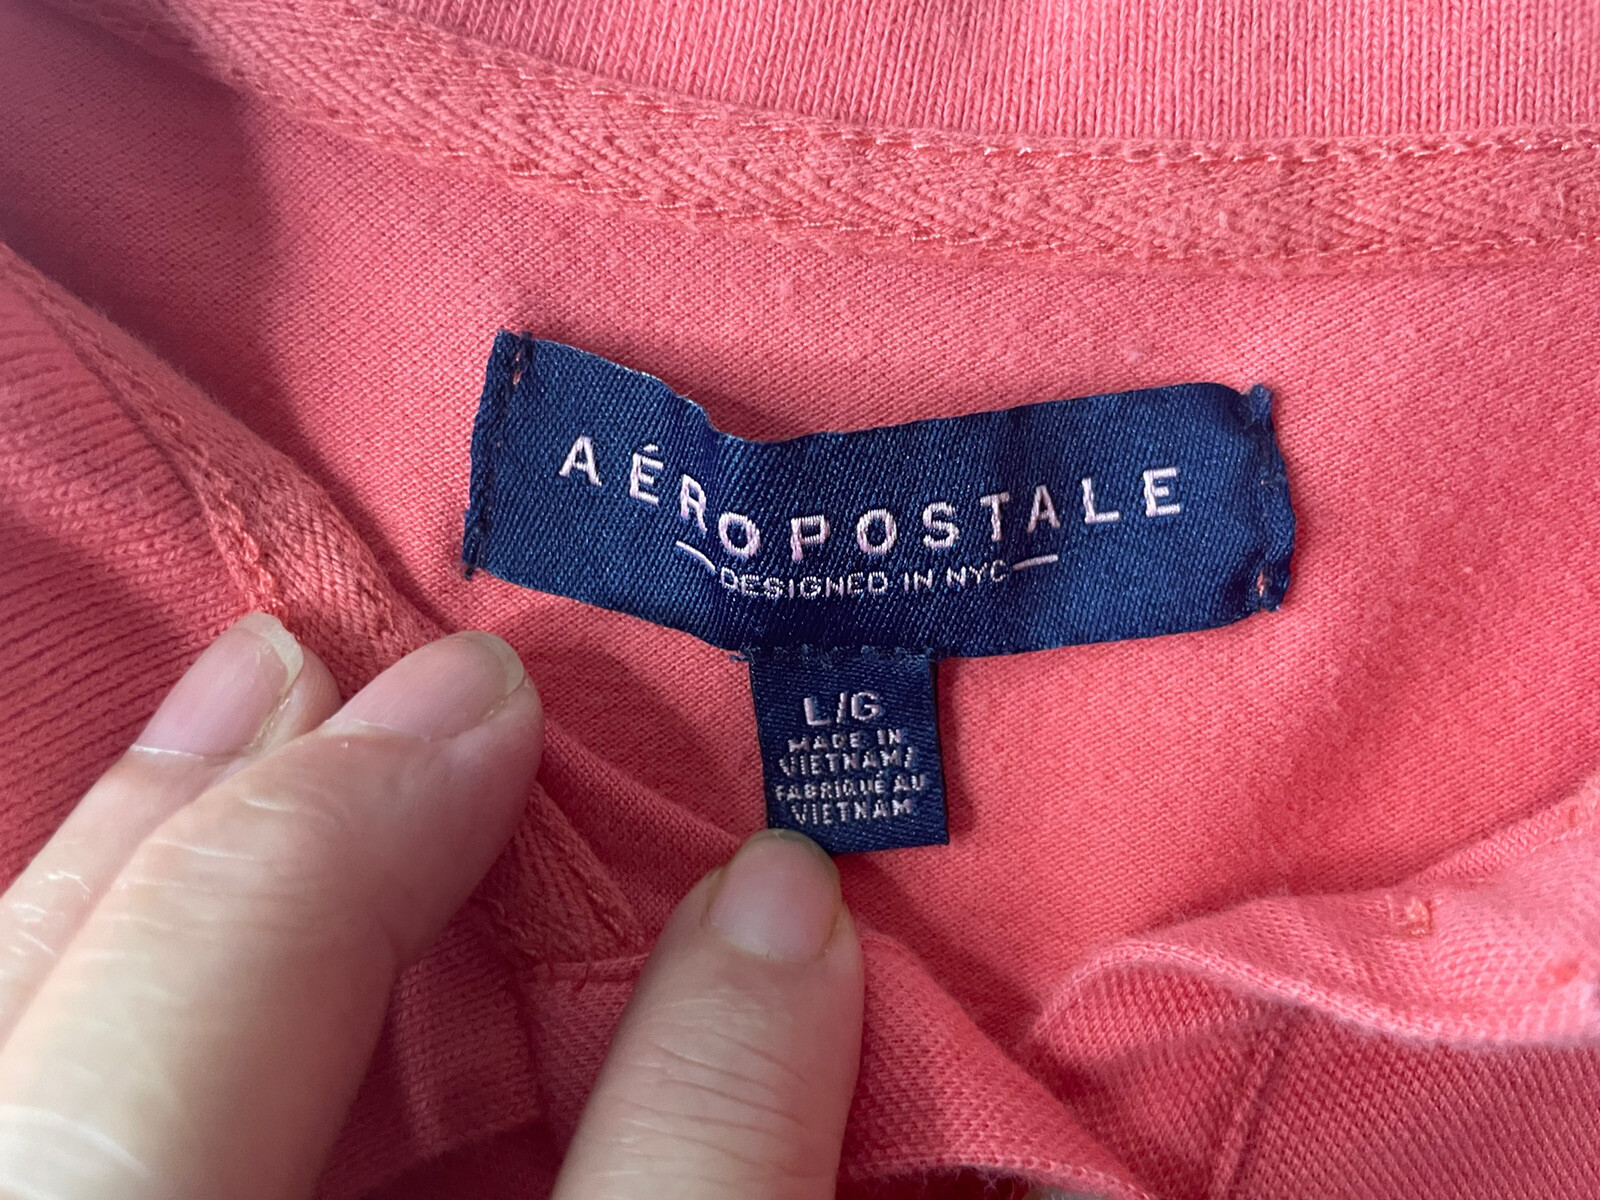 AÉROPOSTALE
DESIGNED IN NYC
L/G
MADE IN
VIETNAM/
FABRIQUÉ AU
VIETNAM